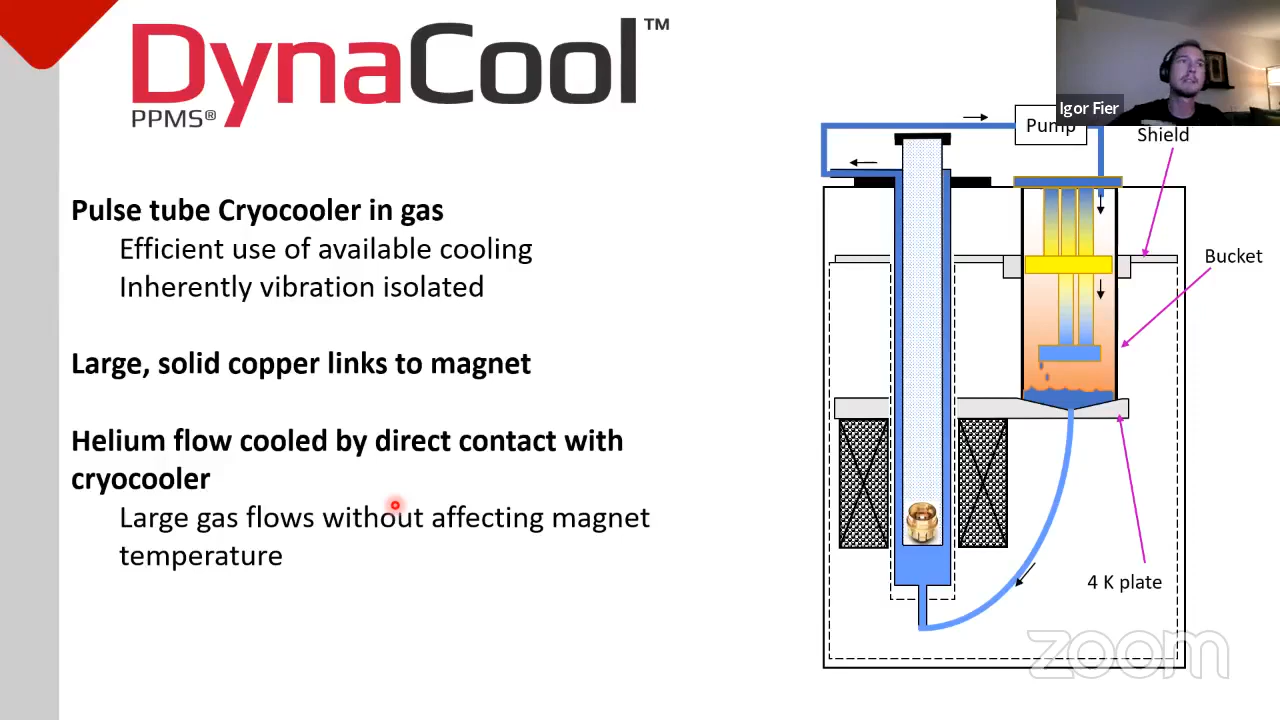 DynaCool™
PPMS®
Pulse tube Cryocooler in gas
Efficient use of available cooling
Inherently vibration isolated
Large, solid copper links to magnet
Helium flow cooled by direct contact with
cryocooler
Large gas flows without affecting magnet
temperature
Igor Fier
Pump
Shield
Bucket
4 K plate
zoom